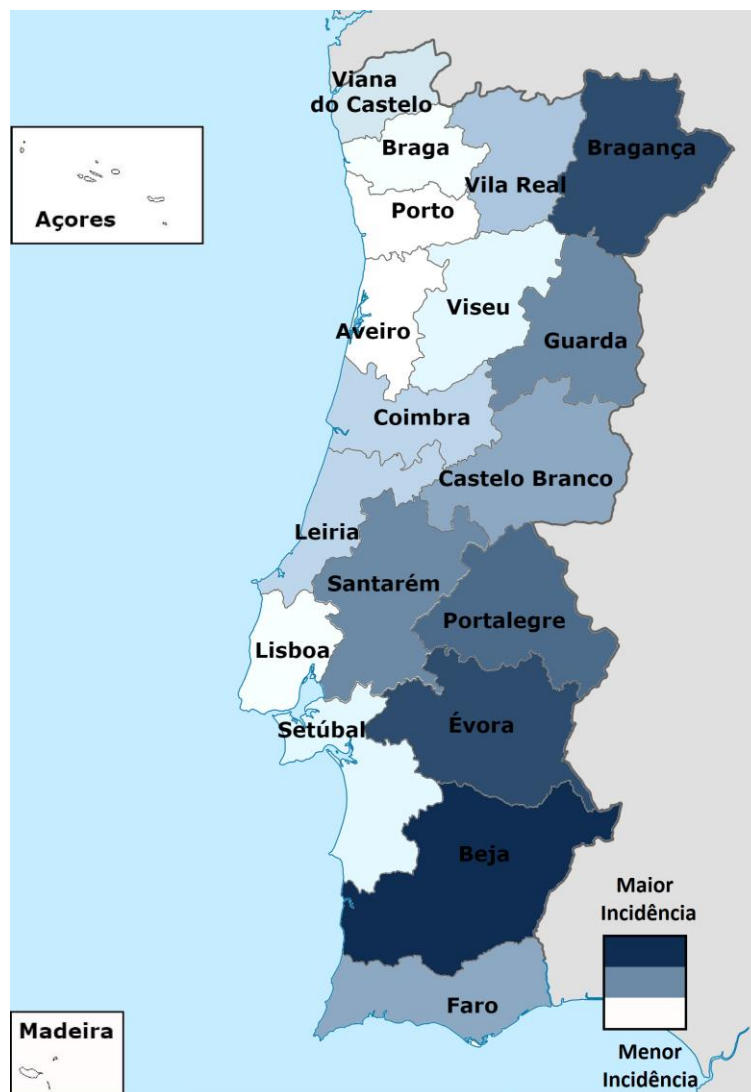 Viana
do Castelo
Braga
Bragança
Vila Real
Porto
Açores
Viseu
Aveiro
Guarda
Coimbra
Castelo Branco
Leiria
Santarém
Portalegre
Lisboa
Setúbal
Évora
Beja
Maior
Incidência
Faro
Madeira
Menor
Incidência